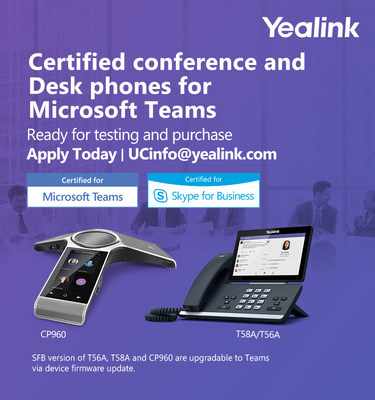 Yealink
Certified conference and
Desk phones for
Microsoft Teams
Ready for testing and purchase
Apply Today | UCinfo@yealink.com
Certified for
Microsoft Teams
Certified for
Skype for Business
Yealink
CP960
T58A/T56A
SFB version of T56A, T58A and CP960 are upgradable to Teams
via device firmware update.